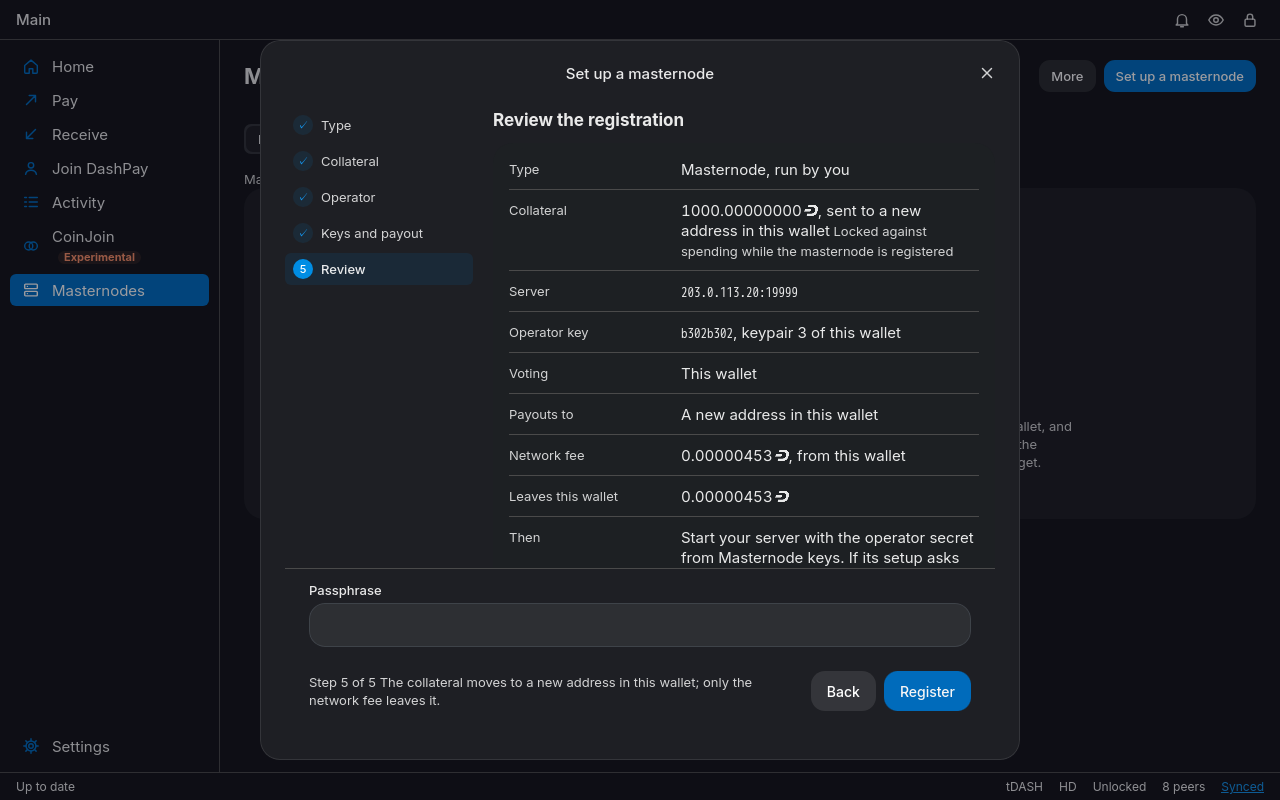 Main
Home
Pay
Receive
Join DashPay
Activity
CoinJoin
Experimental
Masternodes
Settings
More
Set up a masternode
Set up a masternode
Type
Collateral
Operator
Keys and payout
5 Review
Review the registration
Type Masternode, run by you
Collateral 1000.00000000, sent to a new
address in this wallet Locked against
spending while the masternode is registered
Server 203.0.113.20:19999
Operator key b302b302, keypair 3 of this wallet
Voting This wallet
Payouts to A new address in this wallet
Network fee 0.00000453, from this wallet
Leaves this wallet 0.00000453
Then Start your server with the operator secret
from Masternode keys. If its setup asks
Passphrase
Step 5 of 5 The collateral moves to a new address in this wallet; only the
network fee leaves it.
Back
Register
and
Up to date
tDASH HD Unlocked 8 peers Synced